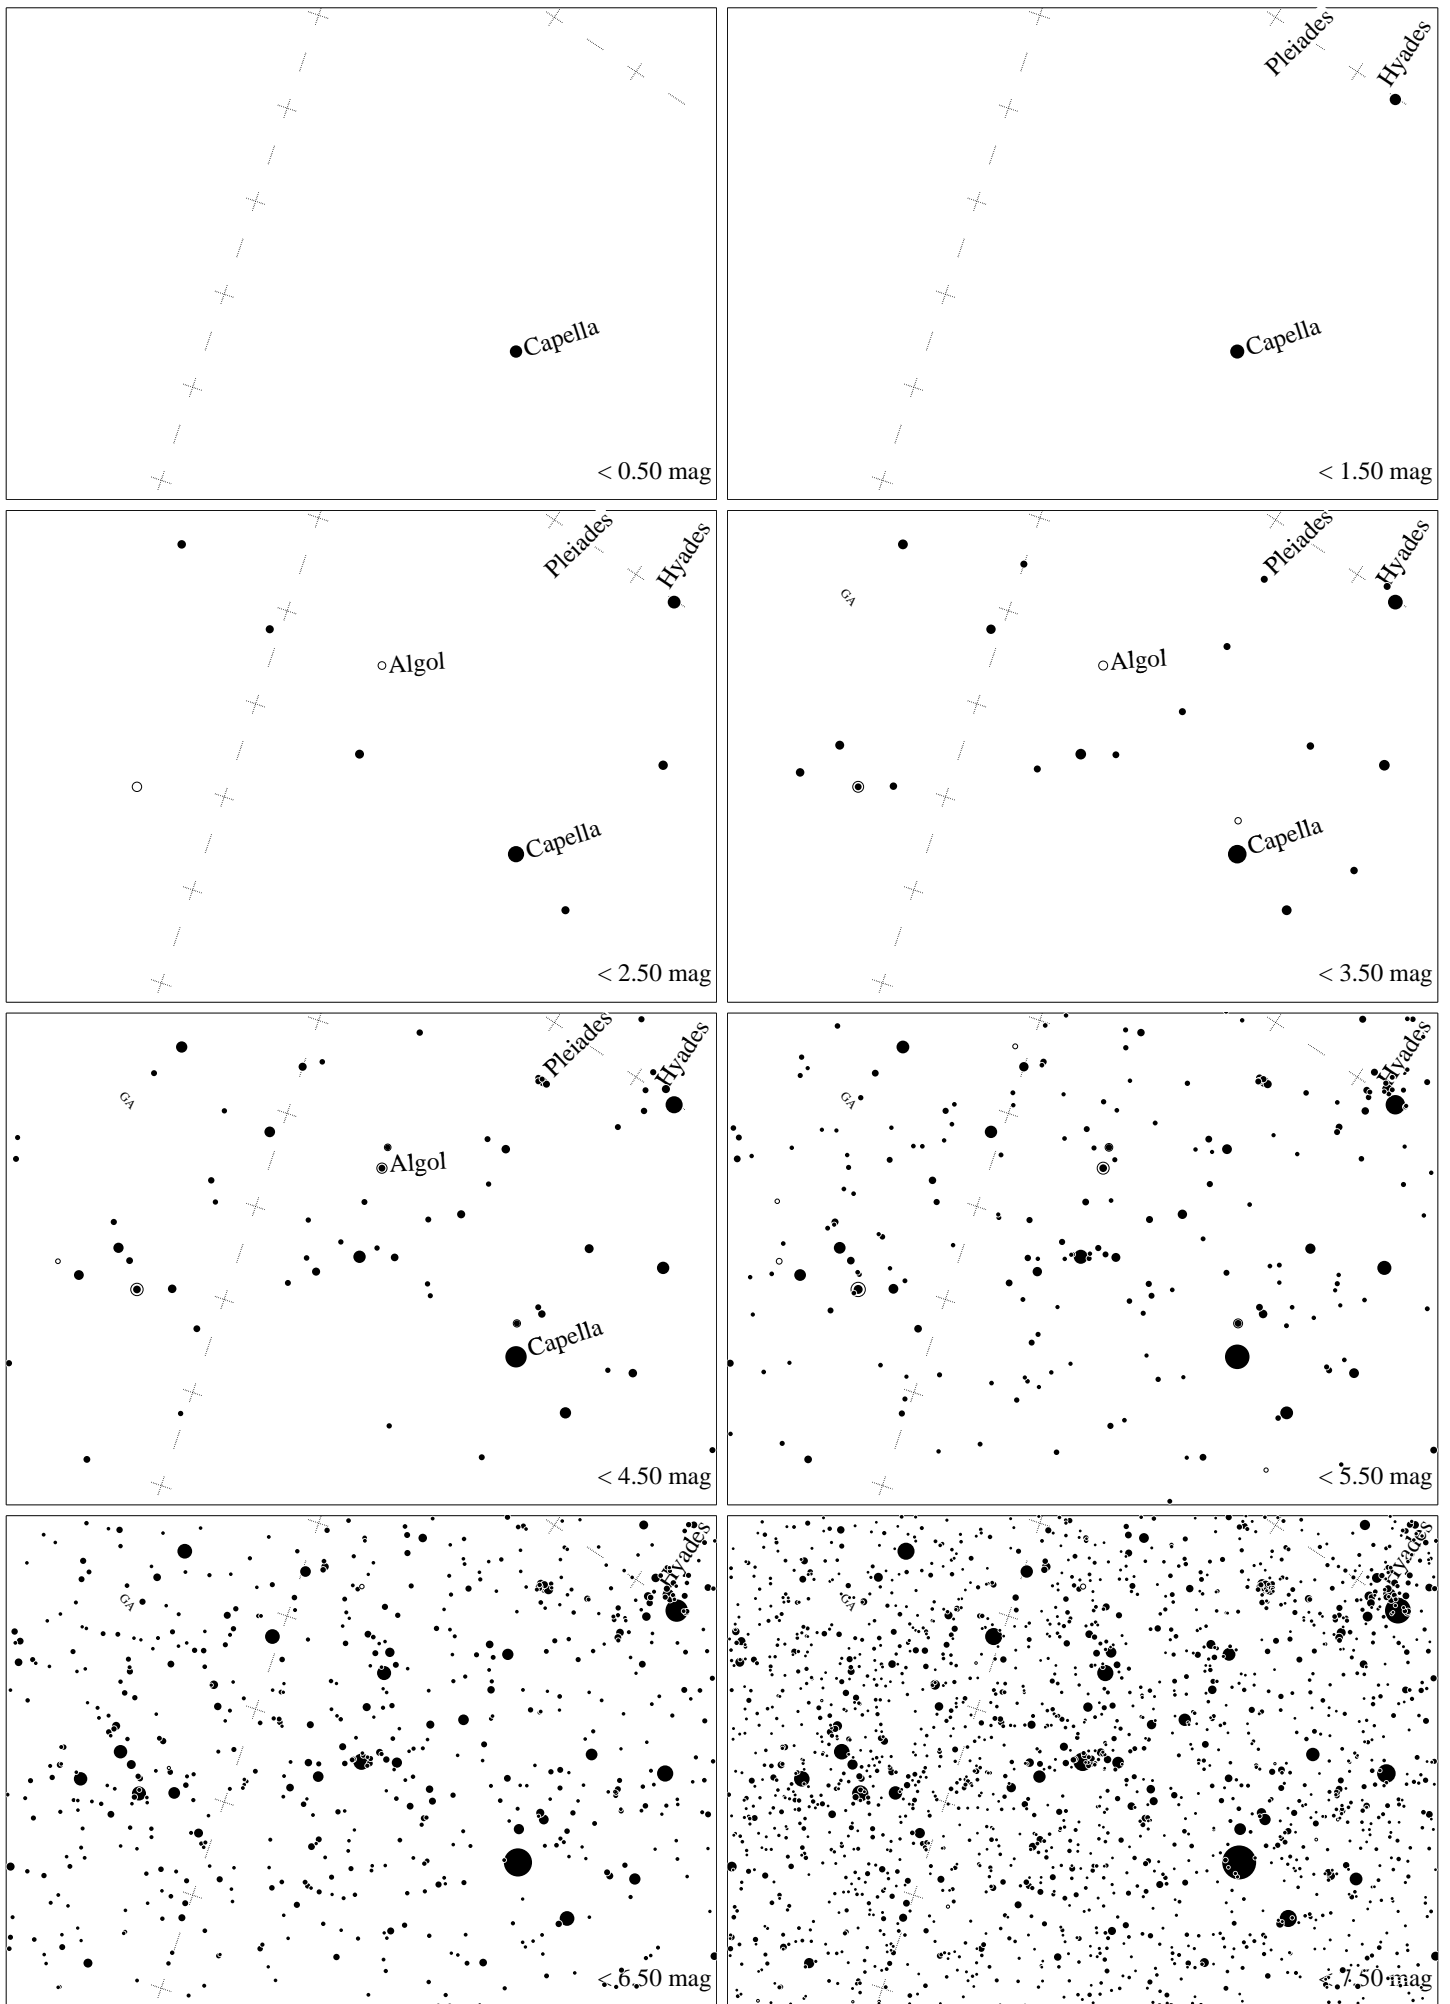 Capella
< 0.50 mag
Pleiades
Hyades
Capella
< 1.50 mag
Pleiades
Hyades
Algol
Capella
< 2.50 mag
Pleiades
Hyades
GA
Algol
Capella
< 3.50 mag
Pleiades
Hyades
GA
Algol
Capella
< 4.50 mag
Hyades
GA
< 5.50 mag
Hyades
GA
< 6.50 mag
Hyades
GA
< 7.50 mag